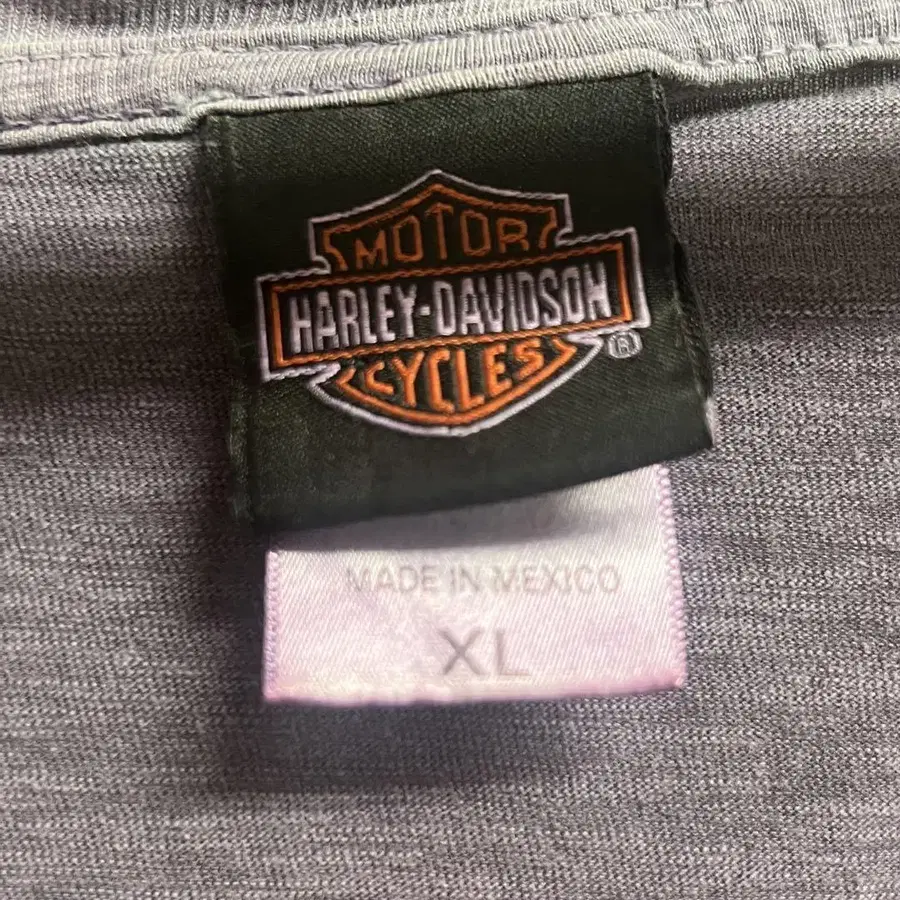 MOTOR
HARLEY-DAVIDSON
CYCLES
®
MADE IN MEXICO
XL